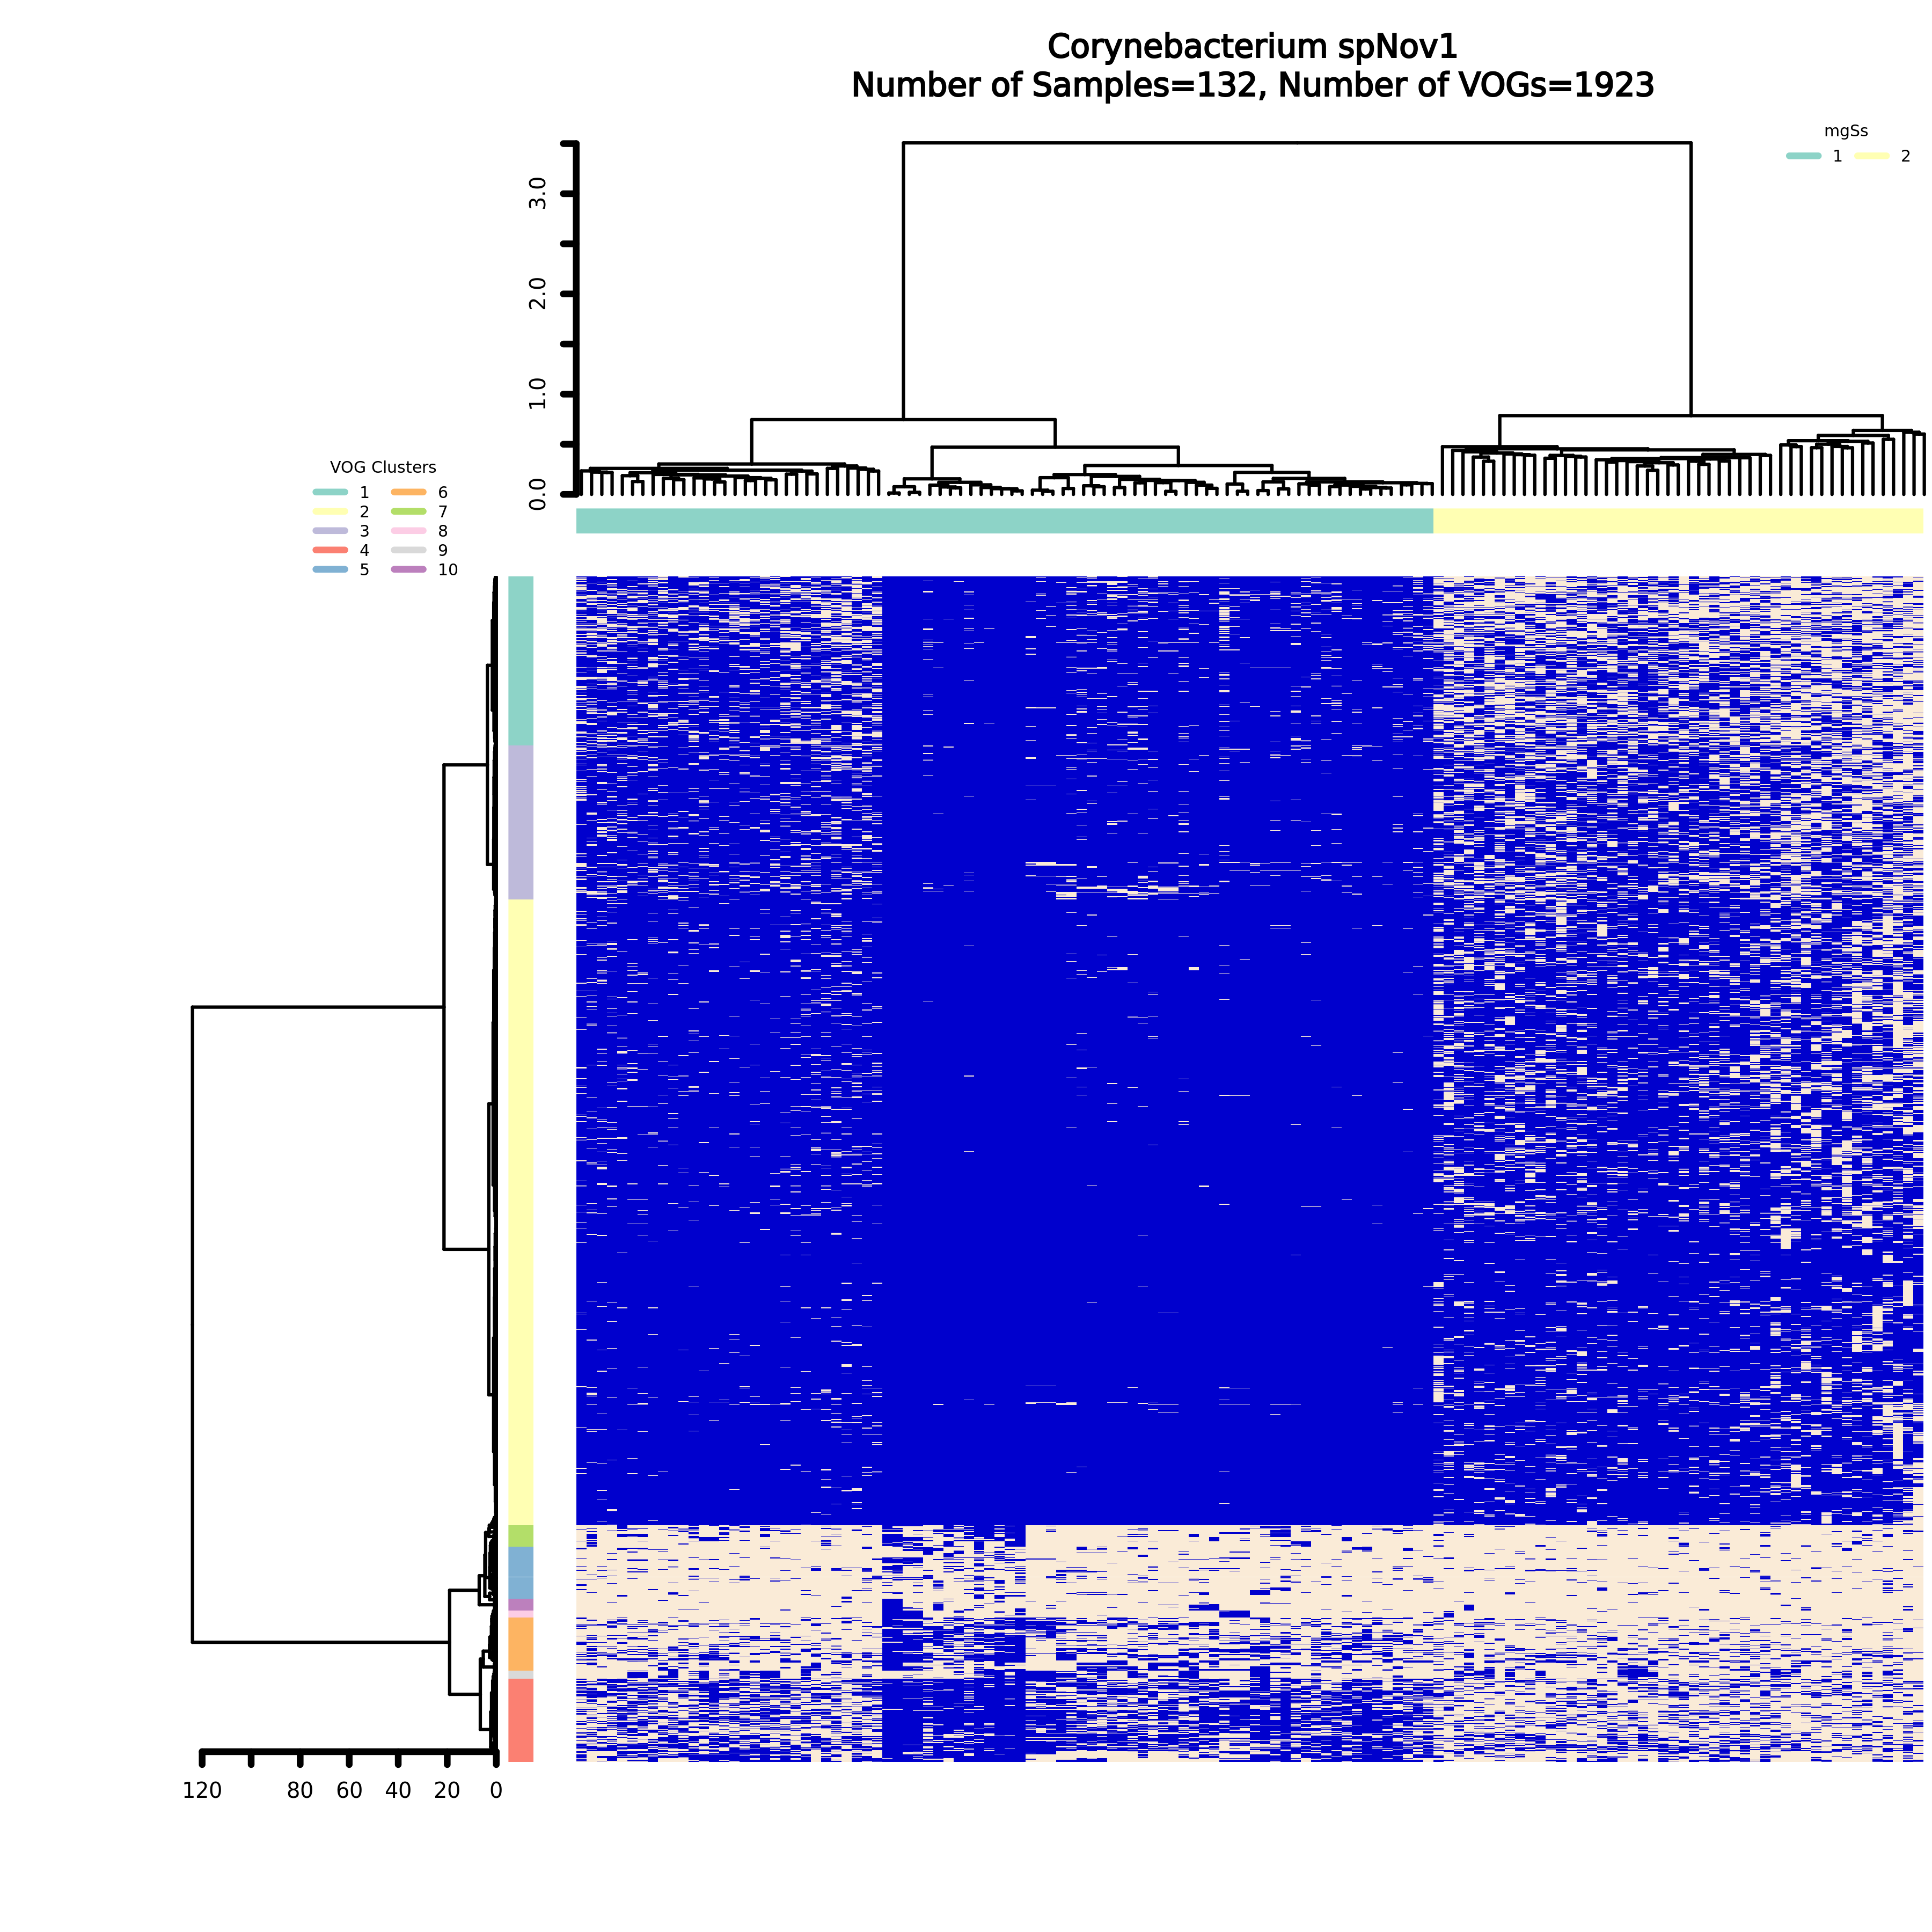 Corynebacterium spNov1
Number of Samples=132, Number of VOGs=1923
mgSs
1 2
3.0
2.0
1.0
0.0
VOG Clusters
1 6
2 7
3 8
4 9
5 10
120 80 60 40 20 0